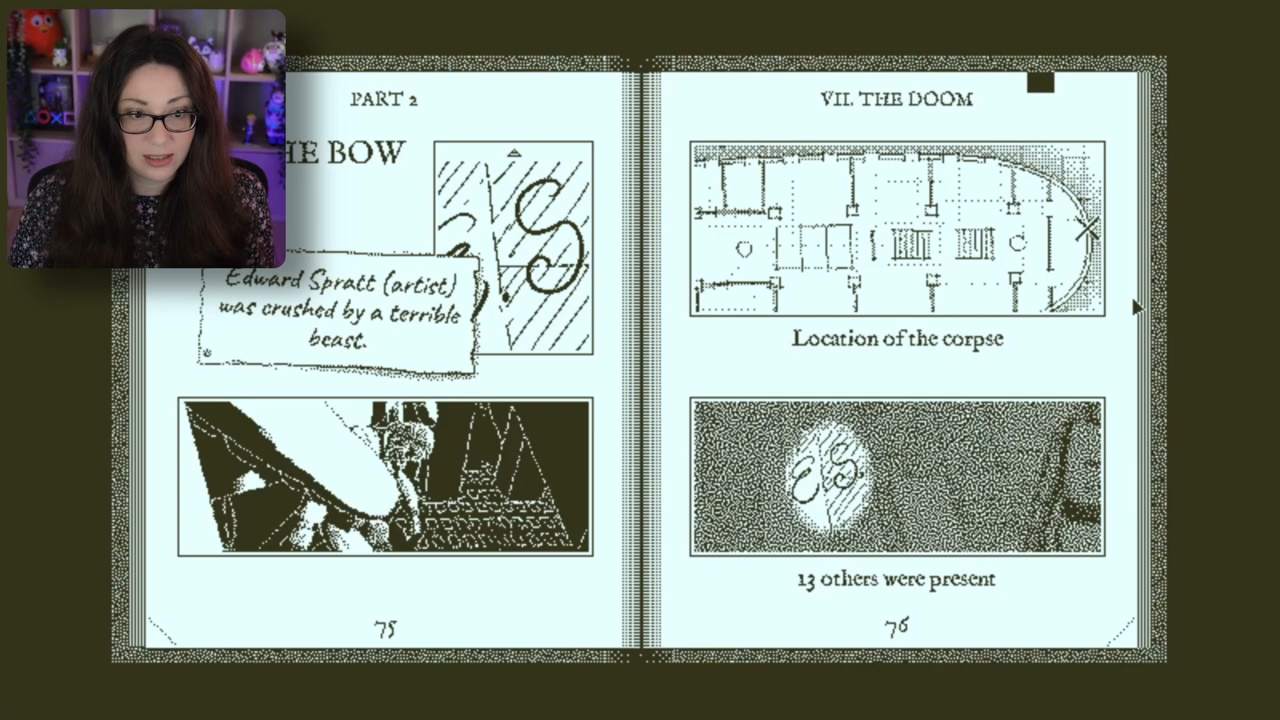 PART 2
HE BOW
Edward Spratt (artist)
was crushed by a terrible
beast.
75
VII. THE DOOM
Location of the corpse
E. S.
13 others were present
76